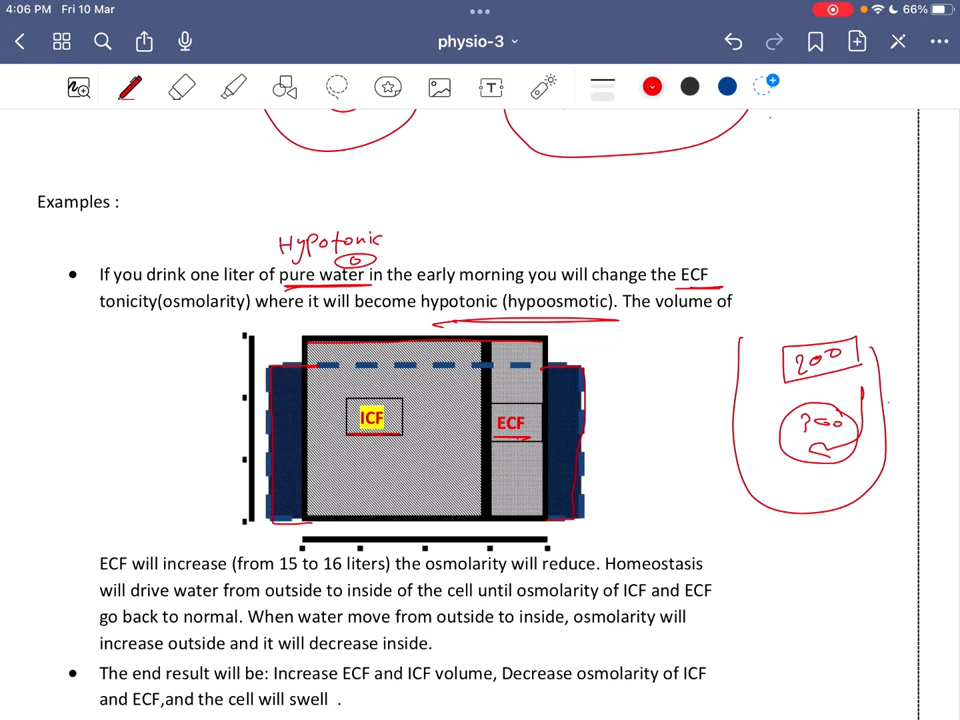 4:06 PM Fri 10 Mar
66%
physio-3
Examples :
Hypotonic
0
If you drink one liter of pure water in the early morning you will change the ECF
tonicity(osmolarity) where it will become hypotonic (hypoosmotic). The volume of
200
300
ICF
ECF
ECF will increase (from 15 to 16 liters) the osmolarity will reduce. Homeostasis
will drive water from outside to inside of the cell until osmolarity of ICF and ECF
go back to normal. When water move from outside to inside, osmolarity will
increase outside and it will decrease inside.
The end result will be: Increase ECF and ICF volume, Decrease osmolarity of ICF
and ECF,and the cell will swell .